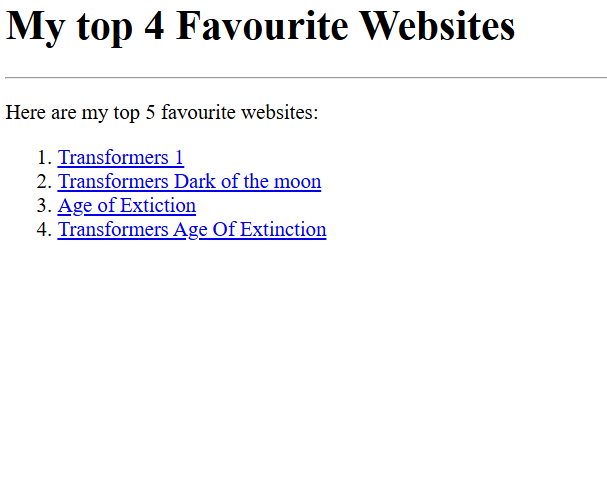 My top 4 Favourite Websites
Here are my top 5 favourite websites:
1. Transformers 1
2. Transformers Dark of the moon
3. Age of Extiction
4. Transformers Age Of Extinction